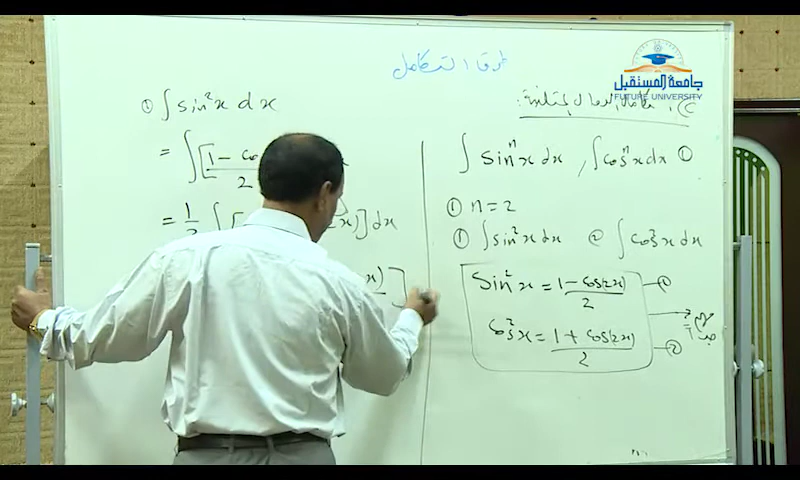 طرق التكامل
جامعة المستقبل
FUTURE UNIVERSITY
∫ sinⁿx dx , ∫ cosⁿx dx ①
① n = 2
① ∫ sin²x dx ② ∫ cos²x dx
sin²x = (1 - cos(2x))/2 ①
cos²x = (1 + cos(2x))/2 ②
① ∫ sin²x dx
= ∫ [1 - co
2
= 1 ∫ [ x)] dx
x) ]